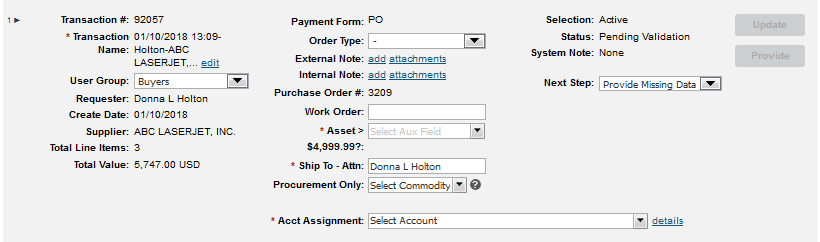 1 ▶
Transaction #: 92057
* Transaction Name: 01/10/2018 13:09-
Holton-ABC
LASERJET,... edit
User Group: Buyers
Requester: Donna L Holton
Create Date: 01/10/2018
Supplier: ABC LASERJET, INC.
Total Line Items: 3
Total Value: 5,747.00 USD
Payment Form: PO
Order Type: -
External Note: add attachments
Internal Note: add attachments
Purchase Order #: 3209
Work Order:
* Asset > $4,999.99?: Select Aux Field
* Ship To - Attn: Donna L Holton
Procurement Only: Select Commodity ?
* Acct Assignment: Select Account details
Selection: Active
Status: Pending Validation
System Note: None
Next Step: Provide Missing Data
Update
Provide